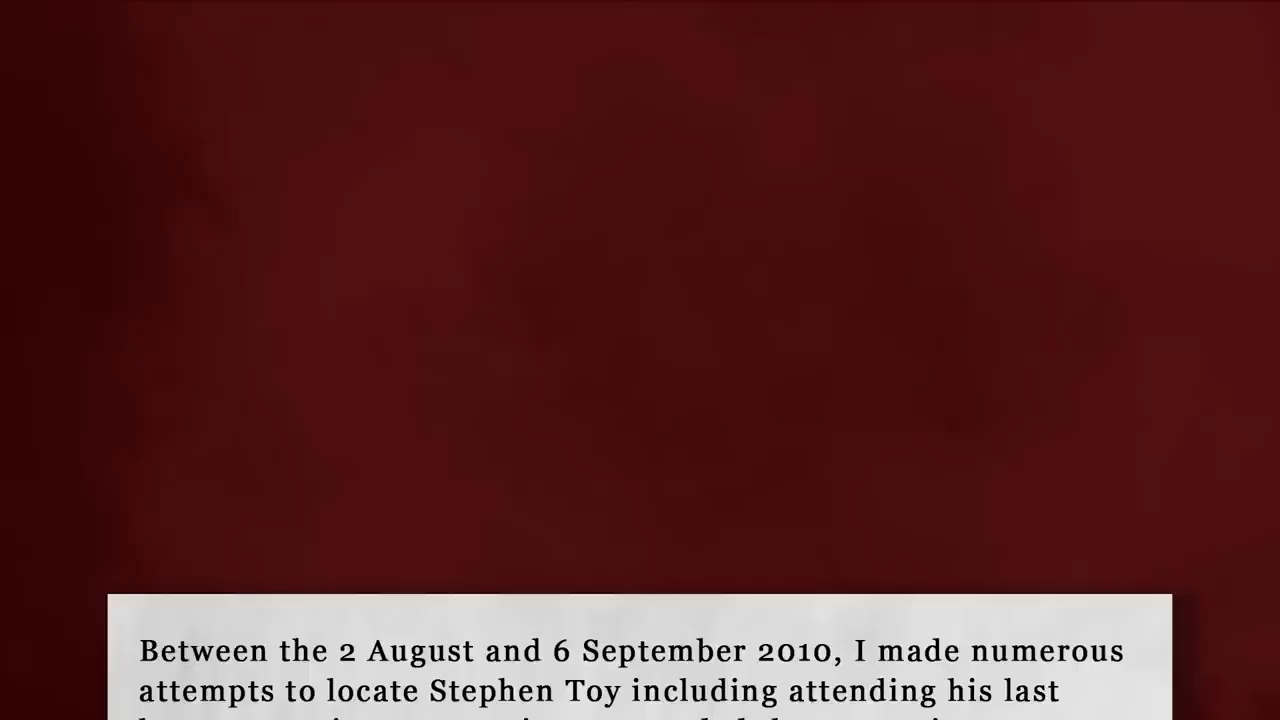 Between the 2 August and 6 September 2010, I made numerous
attempts to locate Stephen Toy including attending his last